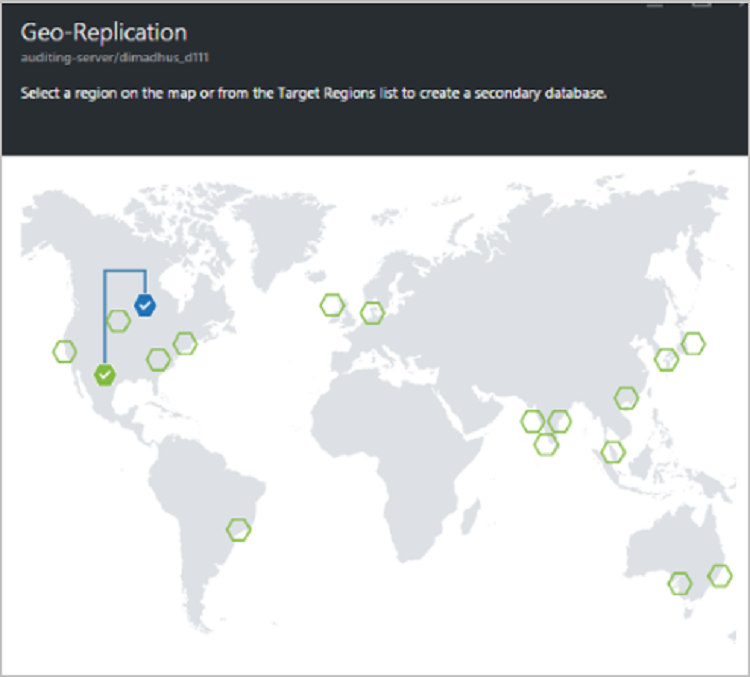 Geo-Replication
auditing-server/dimadhus_d111
Select a region on the map or from the Target Regions list to create a secondary database.